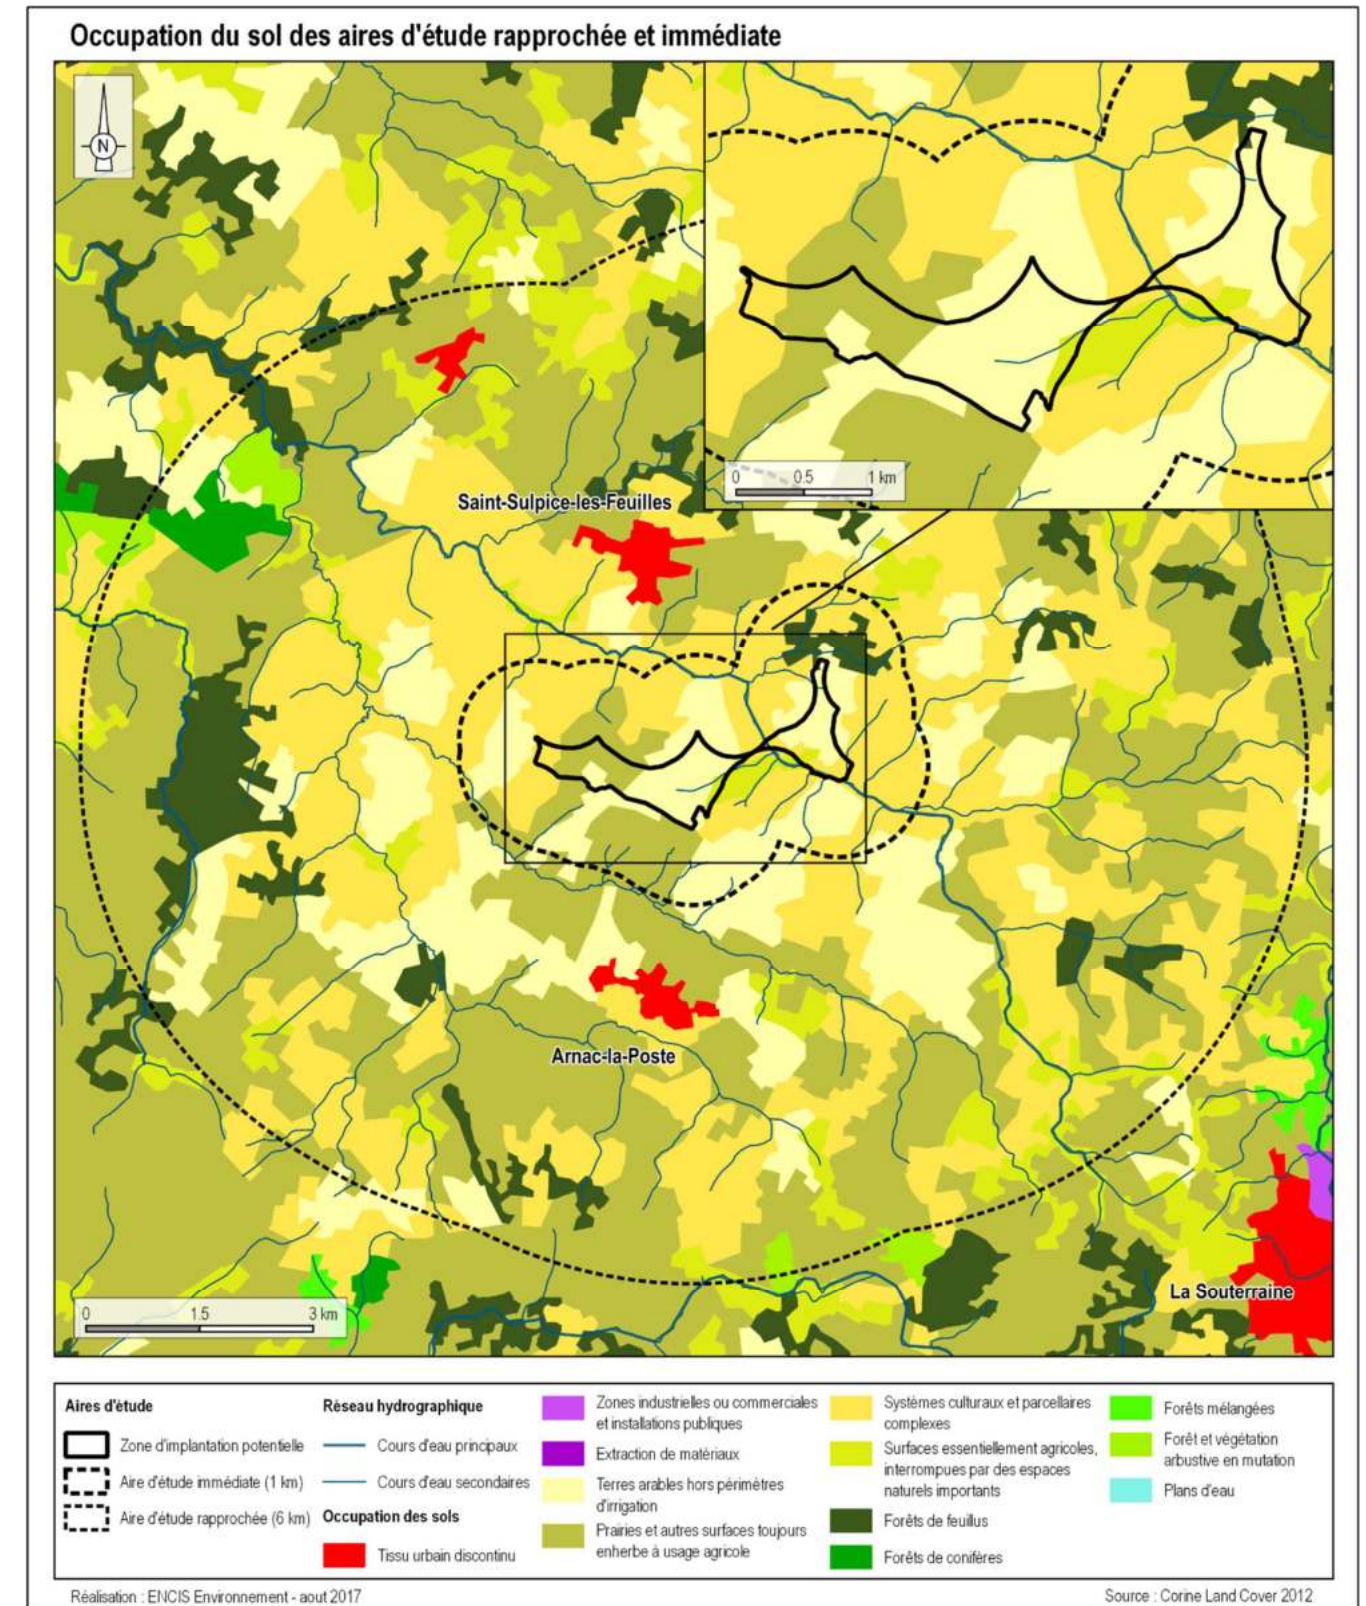 Occupation du sol des aires d'étude rapprochée et immédiate
N
0 0.5 1 km
Saint-Sulpice-les-Feuilles
Arnac-la-Poste
La Souterraine
0 1.5 3 km
Aires d'étude
Zone d'implantation potentielle
Aire d'étude immédiate (1 km)
Aire d'étude rapprochée (6 km)
Réseau hydrographique
Cours d'eau principaux
Cours d'eau secondaires
Occupation des sols
Tissu urbain discontinu
Zones industrielles ou commerciales
et installations publiques
Extraction de matériaux
Terres arables hors périmètres
d'irrigation
Prairies et autres surfaces toujours
enherbe à usage agricole
Systèmes culturaux et parcellaires
complexes
Surfaces essentiellement agricoles,
interrompues par des espaces
naturels importants
Forêts de feuillus
Forêts de conifères
Forêts mélangées
Forêt et végétation
arbustive en mutation
Plans d'eau
Réalisation : ENCIS Environnement - aout 2017
Source : Corine Land Cover 2012